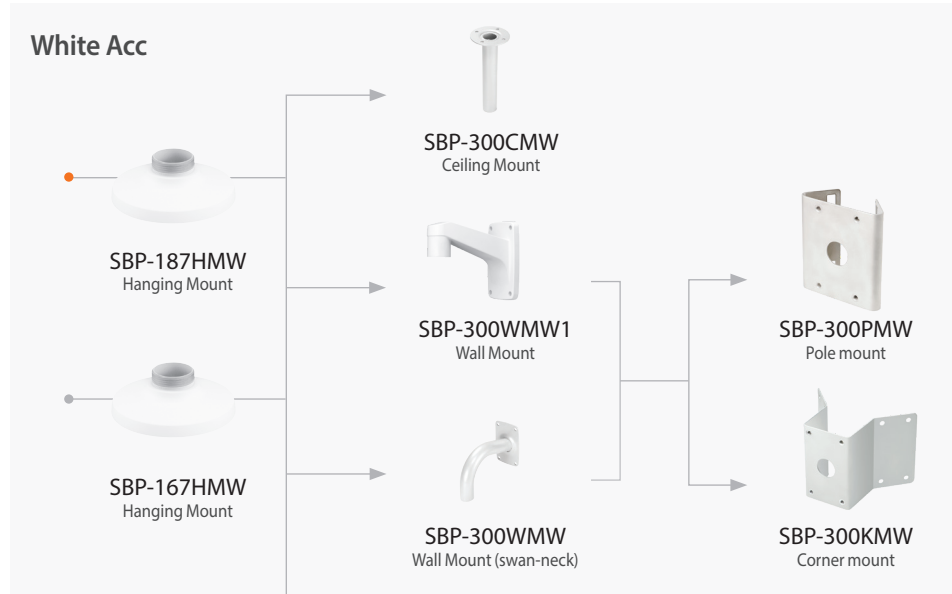 White Acc
SBP-300CMW
Ceiling Mount
SBP-187HMW
Hanging Mount
SBP-300WMW1
Wall Mount
SBP-300PMW
Pole mount
SBP-167HMW
Hanging Mount
SBP-300WMW
Wall Mount (swan-neck)
SBP-300KMW
Corner mount